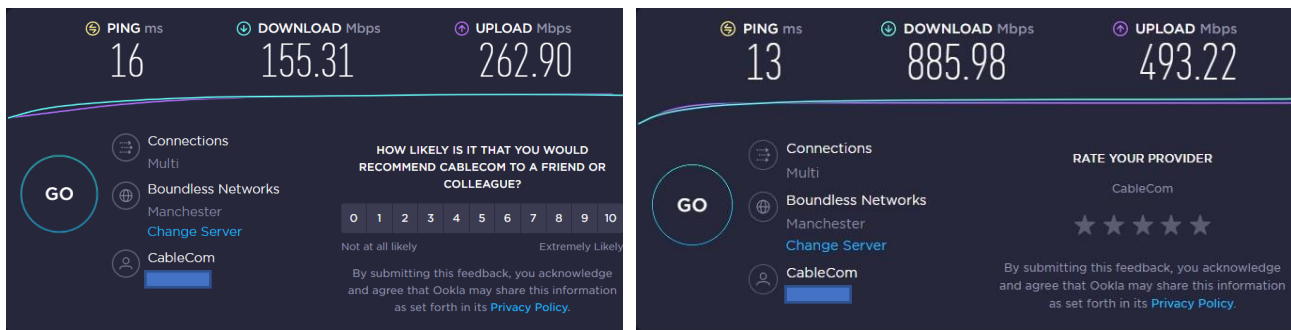 PING ms DOWNLOAD Mbps UPLOAD Mbps
16 155.31 262.90
Connections
Multi
GO
Boundless Networks
Manchester
Change Server
CableCom
HOW LIKELY IS IT THAT YOU WOULD
RECOMMEND CABLECOM TO A FRIEND OR
COLLEAGUE?
0 1 2 3 4 5 6 7 8 9 10
Not at all likely Extremely Likely
By submitting this feedback, you acknowledge
and agree that Ookla may share this information
as set forth in its Privacy Policy.
PING ms DOWNLOAD Mbps UPLOAD Mbps
13 885.98 493.22
Connections
Multi
GO
Boundless Networks
Manchester
Change Server
CableCom
RATE YOUR PROVIDER
CableCom
By submitting this feedback, you acknowledge
and agree that Ookla may share this information
as set forth in its Privacy Policy.